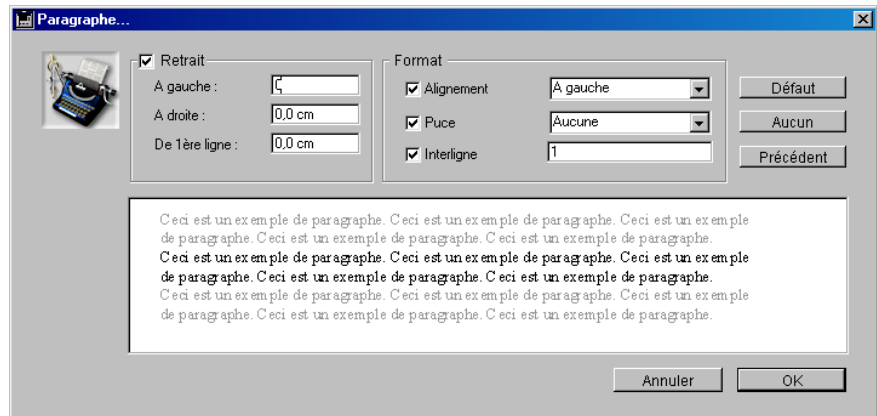 Paragraphe...
Retrait
A gauche :
A droite :
0,0 cm
De 1ère ligne :
0,0 cm
Format
Alignement
A gauche
Puce
Aucune
Interligne
1
Défaut
Aucun
Précédent
Ceci est un exemple de paragraphe. Ceci est un exemple de paragraphe. Ceci est un exemple
de paragraphe. Ceci est un exemple de paragraphe. Ceci est un exemple de paragraphe.
Ceci est un exemple de paragraphe. Ceci est un exemple de paragraphe. Ceci est un exemple
de paragraphe. Ceci est un exemple de paragraphe. Ceci est un exemple de paragraphe.
Ceci est un exemple de paragraphe. Ceci est un exemple de paragraphe. Ceci est un exemple
de paragraphe. Ceci est un exemple de paragraphe. Ceci est un exemple de paragraphe.
Annuler
OK